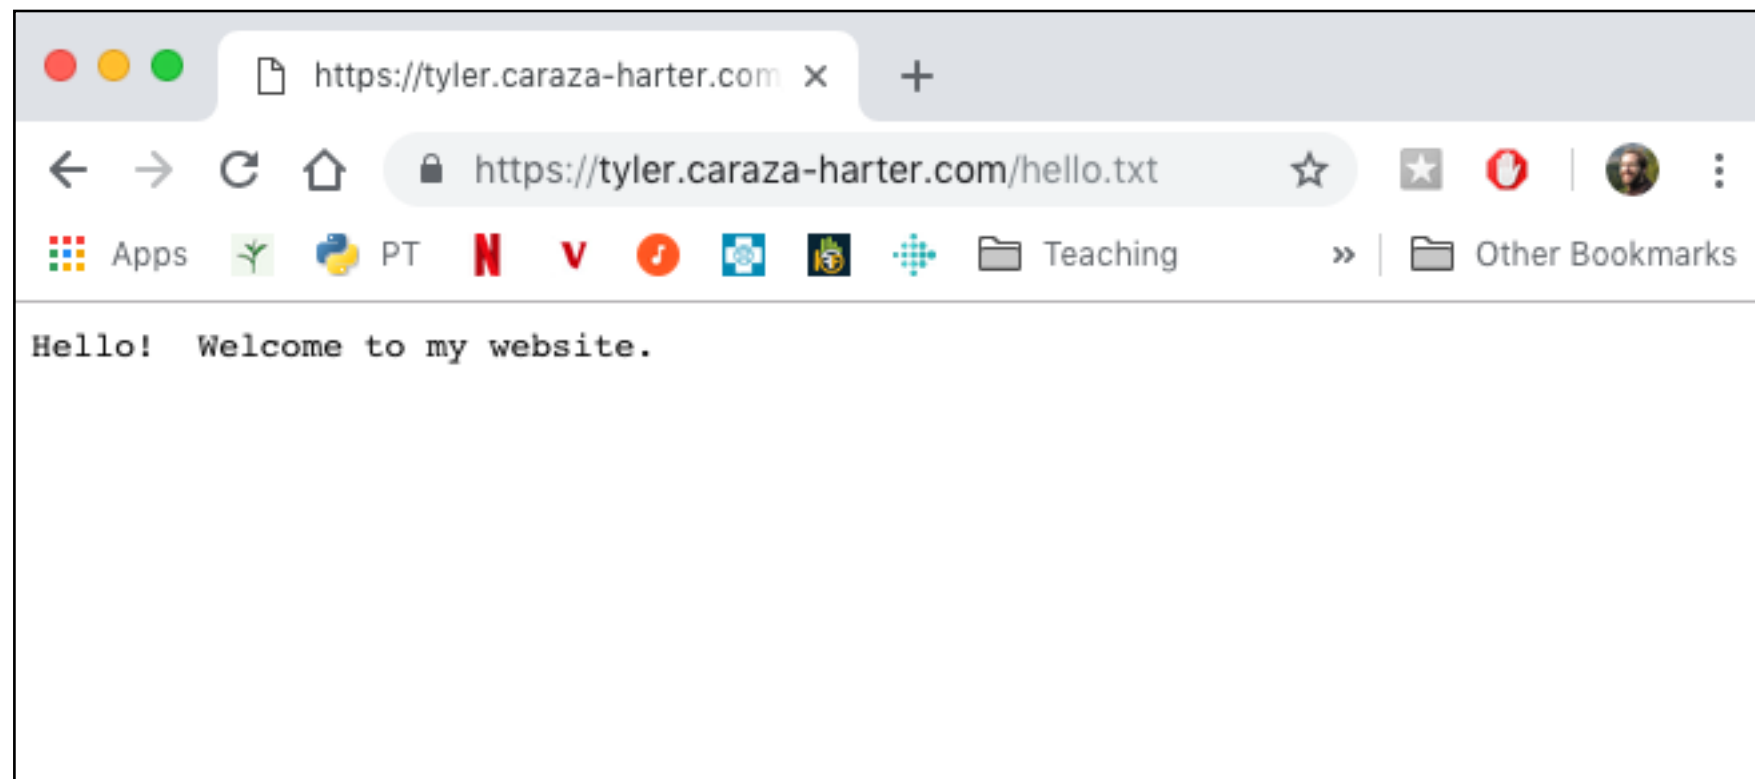 https://tyler.caraza-harter.com
https://tyler.caraza-harter.com/hello.txt
Apps PT N V Teaching » Other Bookmarks
Hello!  Welcome to my website.